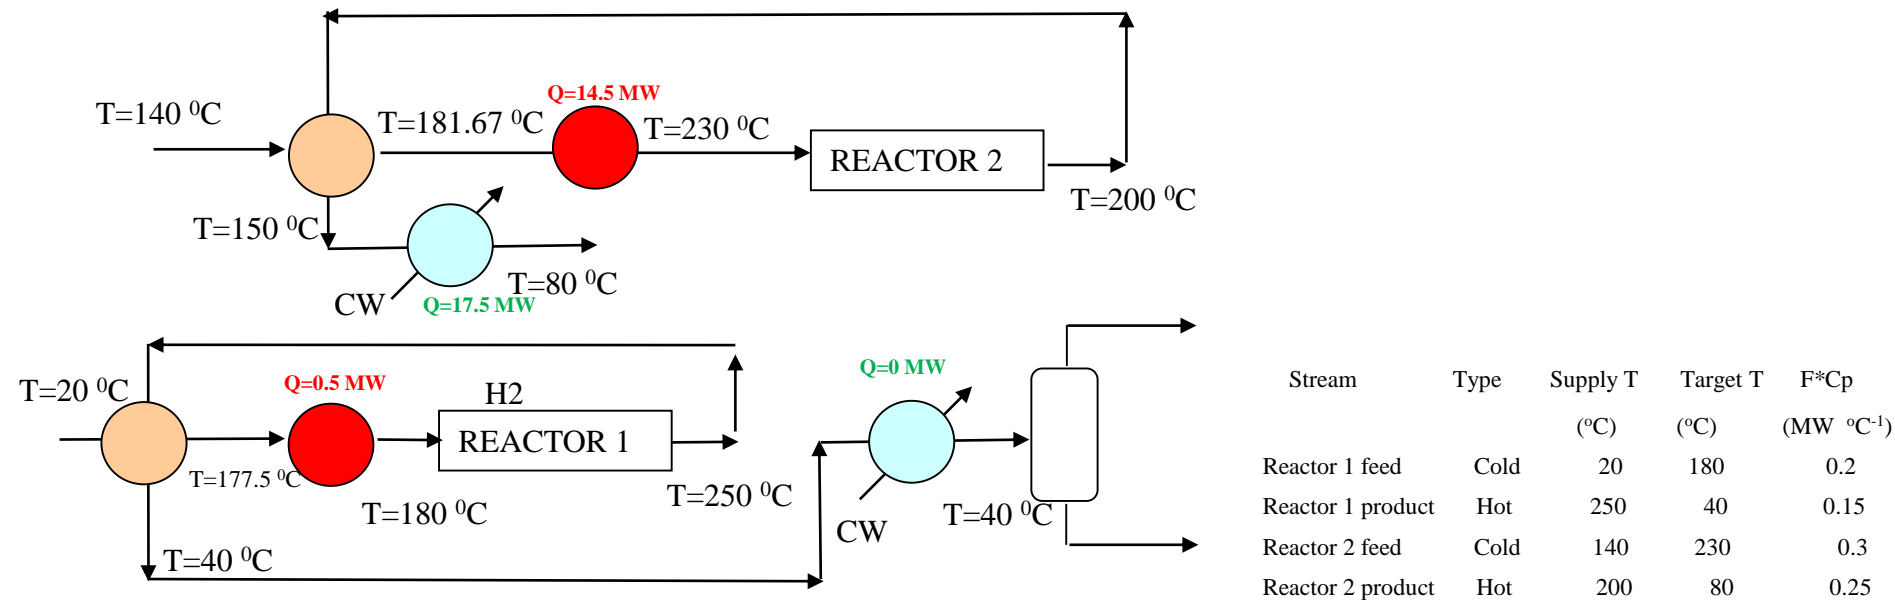 Q=14.5 MW
T=140 ⁰C
T=181.67 ⁰C
T=230 ⁰C
REACTOR 2
T=200 ⁰C
T=150 ⁰C
T=80 ⁰C
CW
Q=17.5 MW
T=20 ⁰C
Q=0.5 MW
H2
REACTOR 1
T=177.5 ⁰C
T=180 ⁰C
T=250 ⁰C
T=40 ⁰C
Q=0 MW
CW
T=40 ⁰C
Stream Type Supply T Target T F*Cp
(ᵒC) (ᵒC) (MW ᵒC⁻¹)
Reactor 1 feed Cold 20 180 0.2
Reactor 1 product Hot 250 40 0.15
Reactor 2 feed Cold 140 230 0.3
Reactor 2 product Hot 200 80 0.25